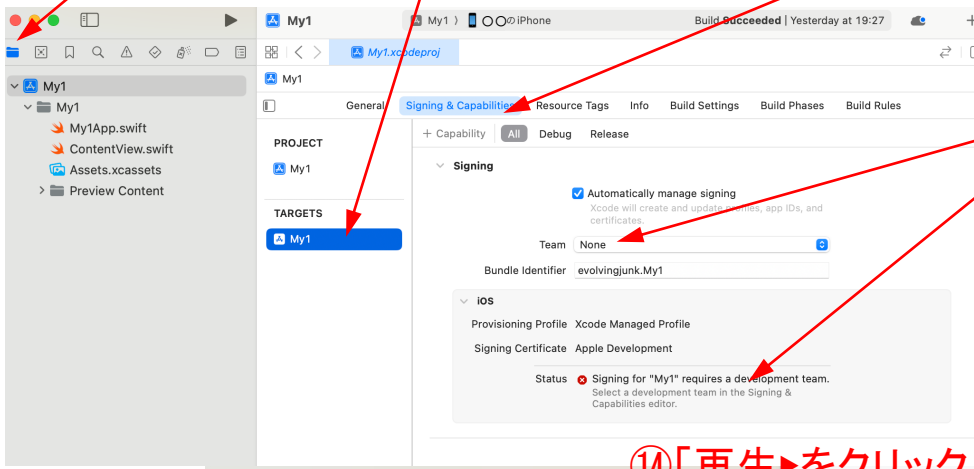 My1
My1 〉 〇〇のiPhone
Build Succeeded | Yesterday at 19:27
My1.xcodeproj
My1
My1
My1
My1App.swift
ContentView.swift
Assets.xcassets
Preview Content
General Signing & Capabilities Resource Tags Info Build Settings Build Phases Build Rules
PROJECT
My1
TARGETS
My1
+ Capability All Debug Release
Signing
Automatically manage signing
Xcode will create and update profiles, app IDs, and
certificates.
Team None
Bundle Identifier evolvingjunk.My1
iOS
Provisioning Profile Xcode Managed Profile
Signing Certificate Apple Development
Status Signing for "My1" requires a development team.
Select a development team in the Signing &
Capabilities editor.
⑭「再生▶をクリック